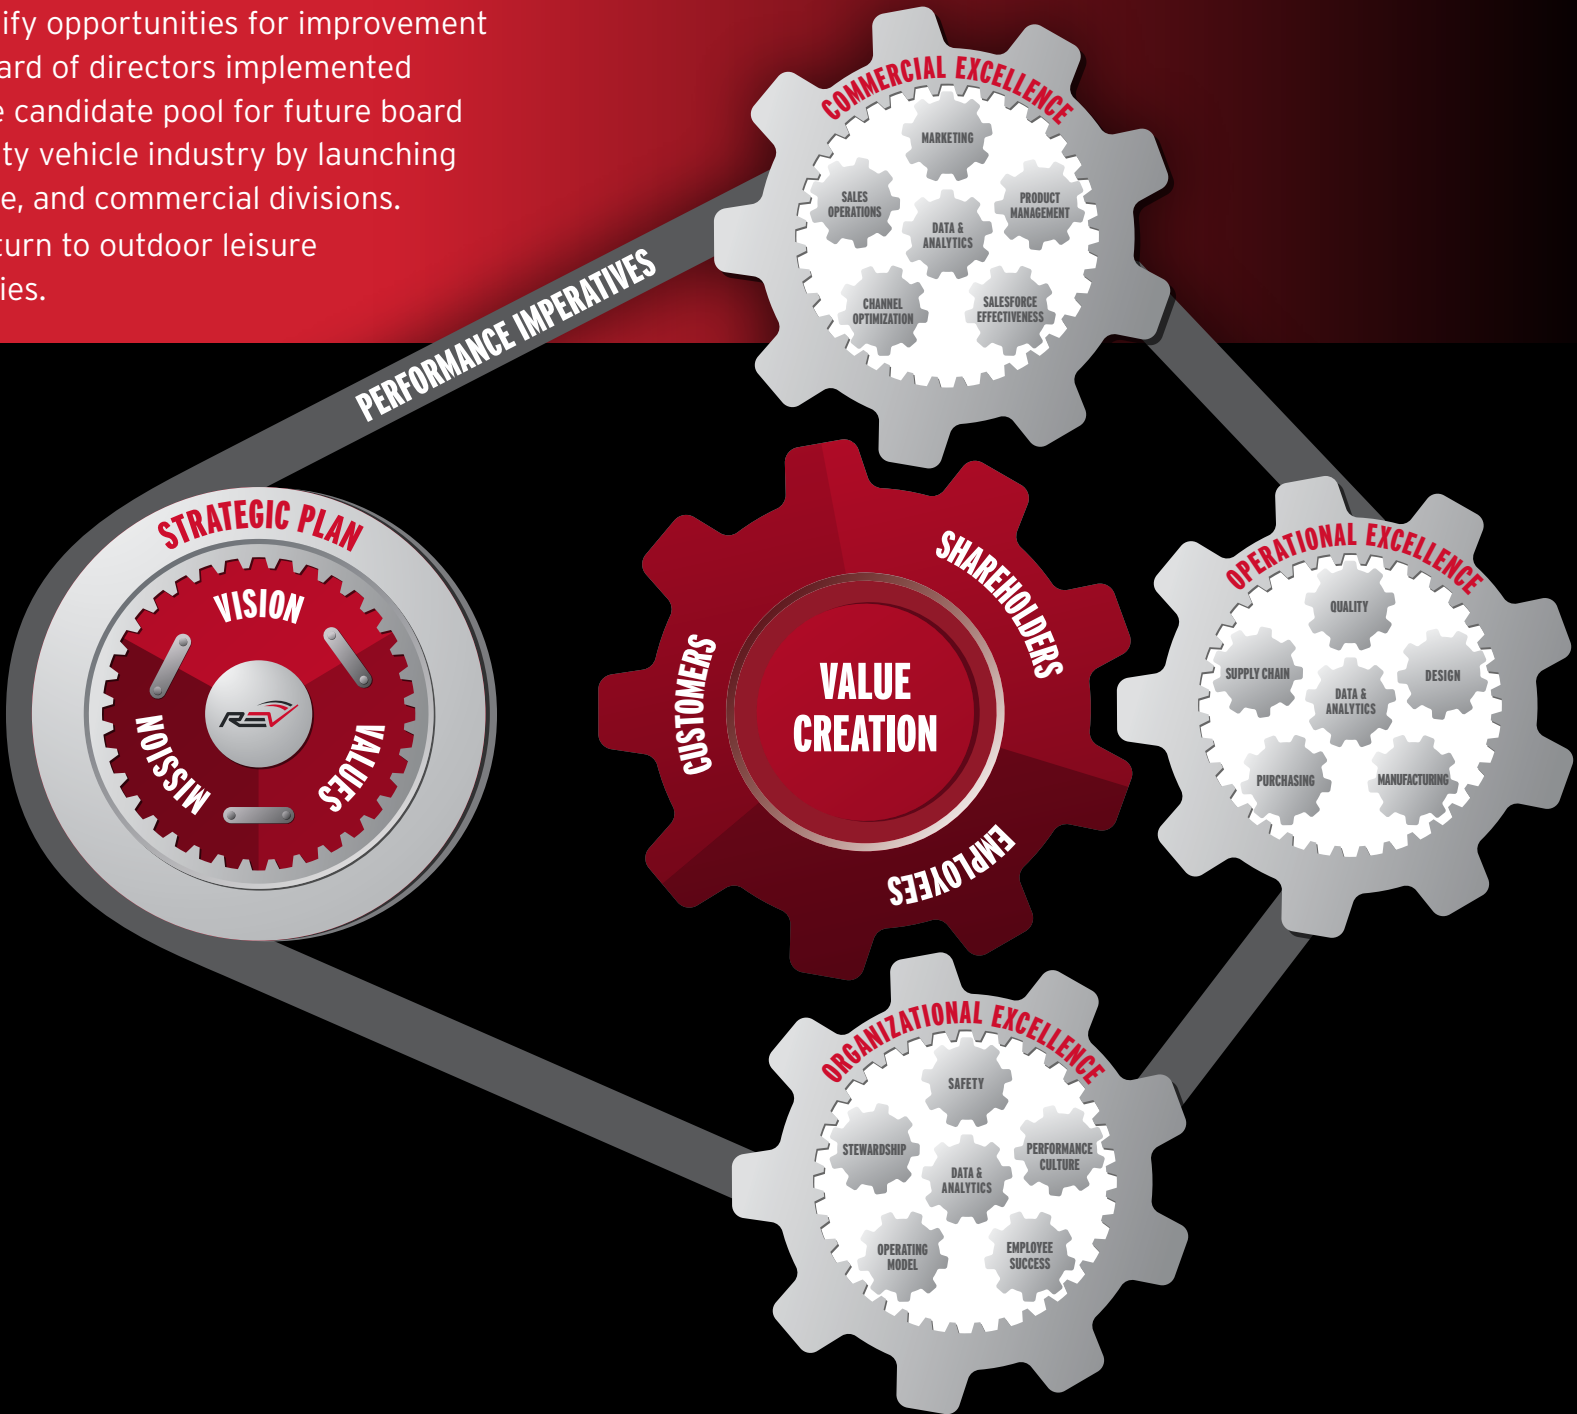 ify opportunities for improvement
ard of directors implemented
e candidate pool for future board
ty vehicle industry by launching
e, and commercial divisions.
turn to outdoor leisure
ies.
PERFORMANCE IMPERATIVES
COMMERCIAL EXCELLENCE
MARKETING
SALES
OPERATIONS
PRODUCT
MANAGEMENT
DATA &
ANALYTICS
CHANNEL
OPTIMIZATION
SALESFORCE
EFFECTIVENESS
STRATEGIC PLAN
VISION
MISSION
VALUES
REV
VALUE
CREATION
CUSTOMERS
SHAREHOLDERS
EMPLOYEES
OPERATIONAL EXCELLENCE
QUALITY
SUPPLY CHAIN
DESIGN
DATA &
ANALYTICS
PURCHASING
MANUFACTURING
ORGANIZATIONAL EXCELLENCE
SAFETY
STEWARDSHIP
PERFORMANCE
CULTURE
DATA &
ANALYTICS
OPERATING
MODEL
EMPLOYEE
SUCCESS